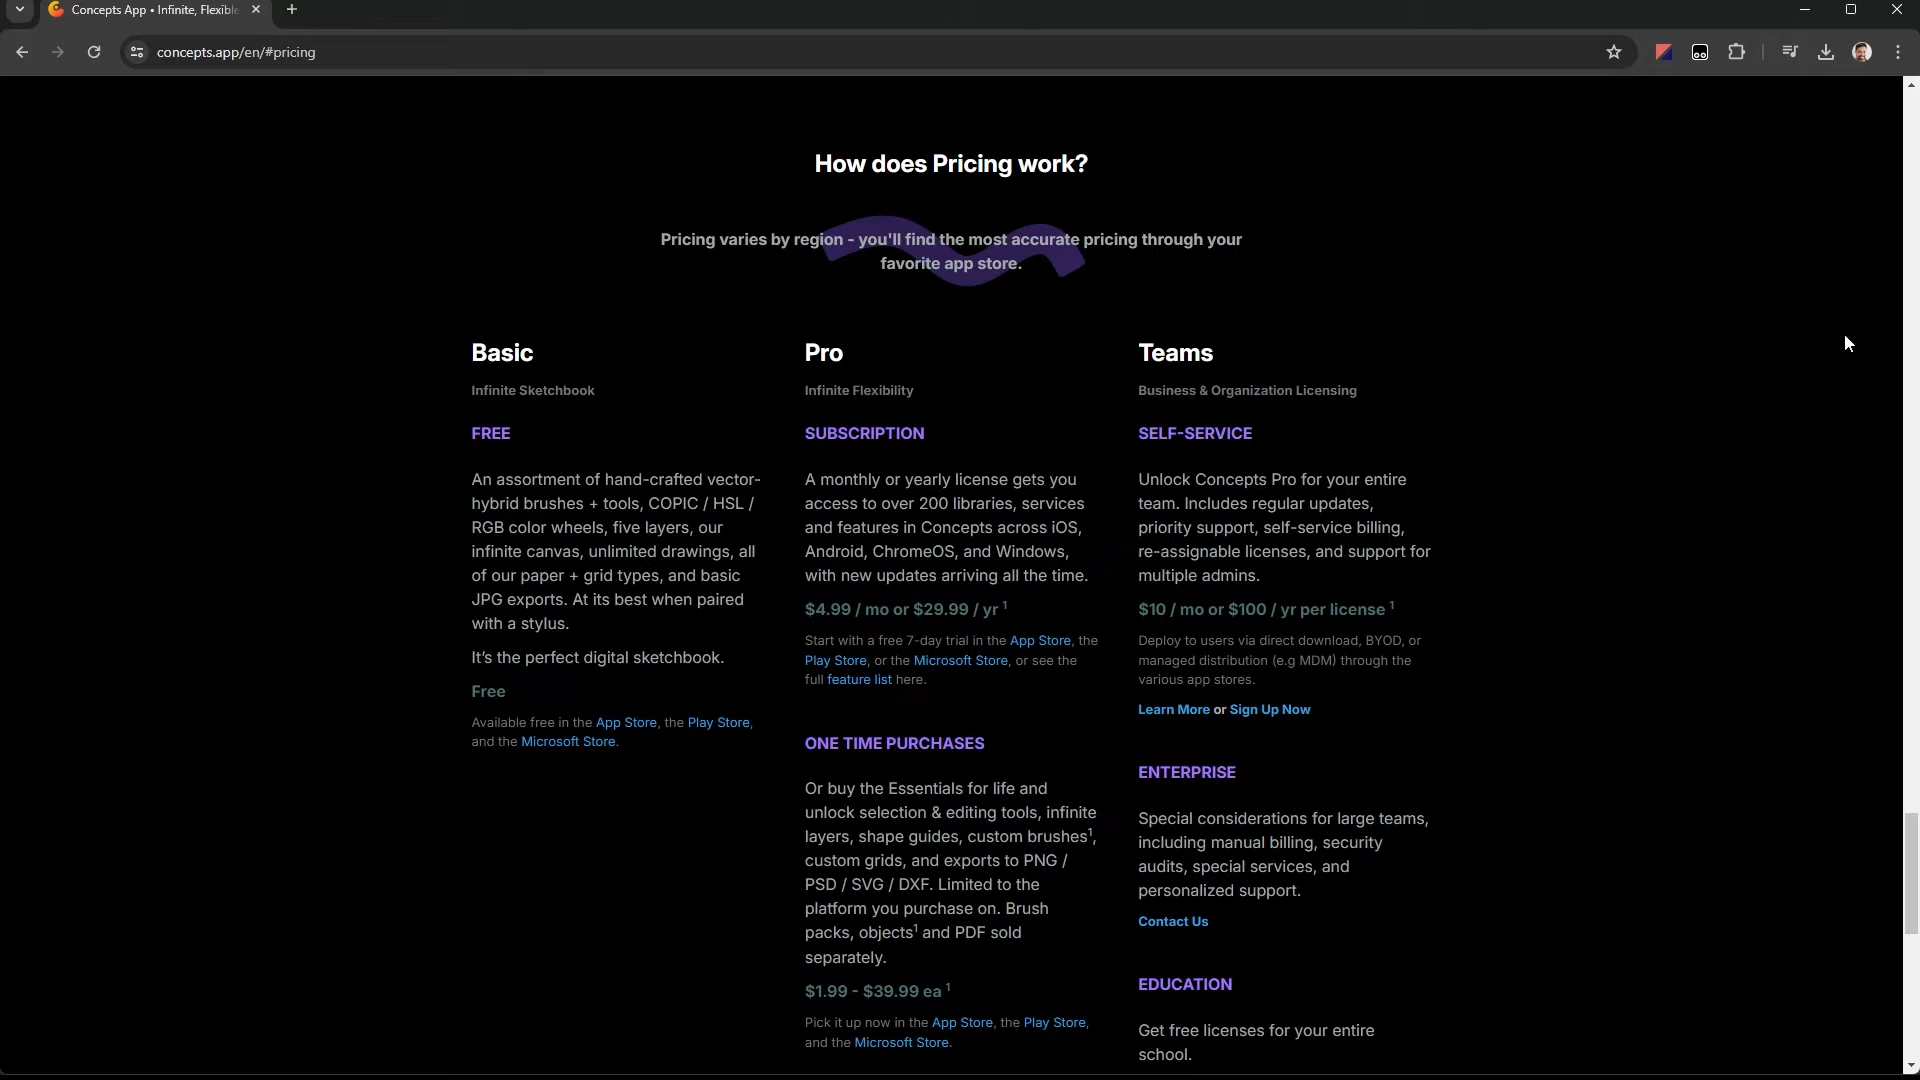 Concepts App • Infinite, Flexible
concepts.app/en/#pricing
How does Pricing work?
Pricing varies by region - you'll find the most accurate pricing through your
favorite app store.
Basic
Infinite Sketchbook
FREE
An assortment of hand-crafted vector-
hybrid brushes + tools, COPIC / HSL /
RGB color wheels, five layers, our
infinite canvas, unlimited drawings, all
of our paper + grid types, and basic
JPG exports. At its best when paired
with a stylus.
It's the perfect digital sketchbook.
Free
Available free in the App Store, the Play Store,
and the Microsoft Store.
Pro
Infinite Flexibility
SUBSCRIPTION
A monthly or yearly license gets you
access to over 200 libraries, services
and features in Concepts across iOS,
Android, ChromeOS, and Windows,
with new updates arriving all the time.
$4.99 / mo or $29.99 / yr 1
Start with a free 7-day trial in the App Store, the
Play Store, or the Microsoft Store, or see the
full feature list here.
ONE TIME PURCHASES
Or buy the Essentials for life and
unlock selection & editing tools, infinite
layers, shape guides, custom brushes1,
custom grids, and exports to PNG /
PSD / SVG / DXF. Limited to the
platform you purchase on. Brush
packs, objects1 and PDF sold
separately.
$1.99 - $39.99 ea 1
Pick it up now in the App Store, the Play Store,
and the Microsoft Store.
Teams
Business & Organization Licensing
SELF-SERVICE
Unlock Concepts Pro for your entire
team. Includes regular updates,
priority support, self-service billing,
re-assignable licenses, and support for
multiple admins.
$10 / mo or $100 / yr per license 1
Deploy to users via direct download, BYOD, or
managed distribution (e.g MDM) through the
various app stores.
Learn More or Sign Up Now
ENTERPRISE
Special considerations for large teams,
including manual billing, security
audits, special services, and
personalized support.
Contact Us
EDUCATION
Get free licenses for your entire
school.